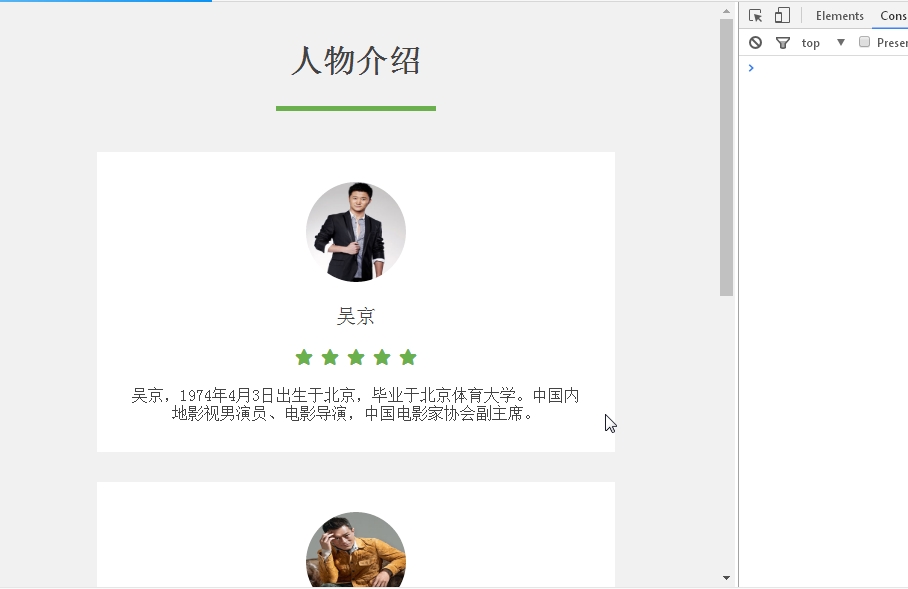 人物介绍
吴京
吴京，1974年4月3日出生于北京，毕业于北京体育大学。中国内
地影视男演员、电影导演，中国电影家协会副主席。
Elements Cons
top Preser